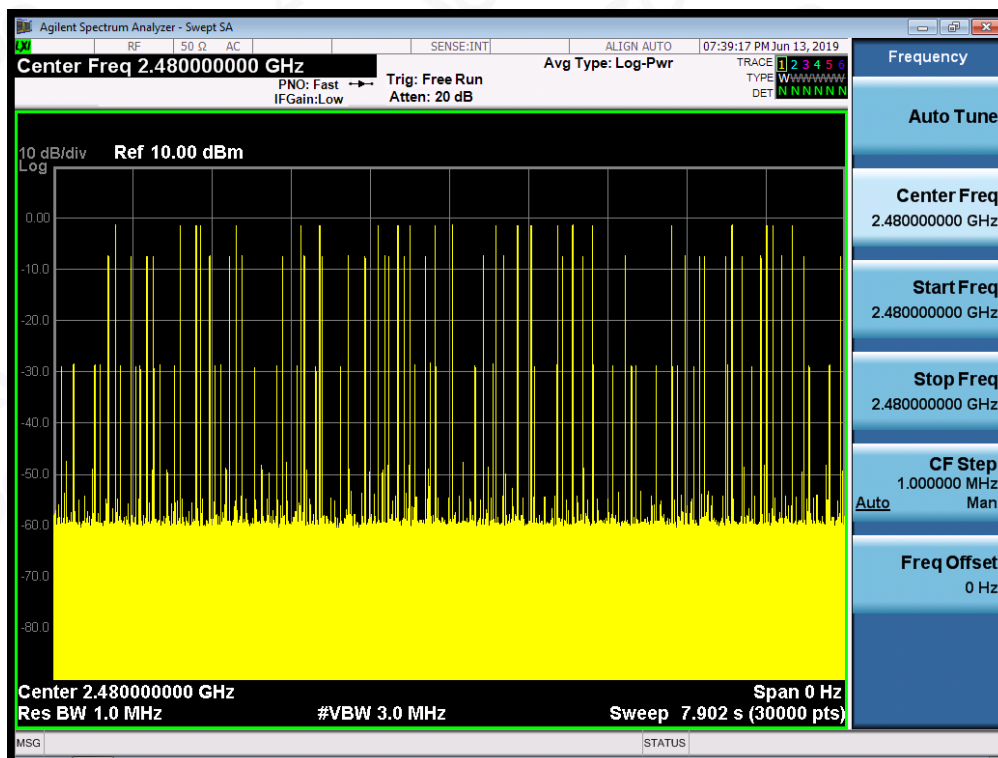 Agilent Spectrum Analyzer - Swept SA
LXI RF 50 Ω AC SENSE:INT ALIGN AUTO 07:39:17 PM Jun 13, 2019
Center Freq 2.480000000 GHz
PNO: Fast
IFGain:Low
Trig: Free Run
Atten: 20 dB
Avg Type: Log-Pwr
TRACE 1 2 3 4 5 6
TYPE W WWWWW
DET N N N N N N
10 dB/div Ref 10.00 dBm
Log
0.00
-10.0
-20.0
-30.0
-40.0
-50.0
-60.0
-70.0
-80.0
Center 2.480000000 GHz Span 0 Hz
Res BW 1.0 MHz #VBW 3.0 MHz Sweep 7.902 s (30000 pts)
MSG STATUS
Frequency
Auto Tune
Center Freq
2.480000000 GHz
Start Freq
2.480000000 GHz
Stop Freq
2.480000000 GHz
CF Step
1.000000 MHz
Auto Man
Freq Offset
0 Hz